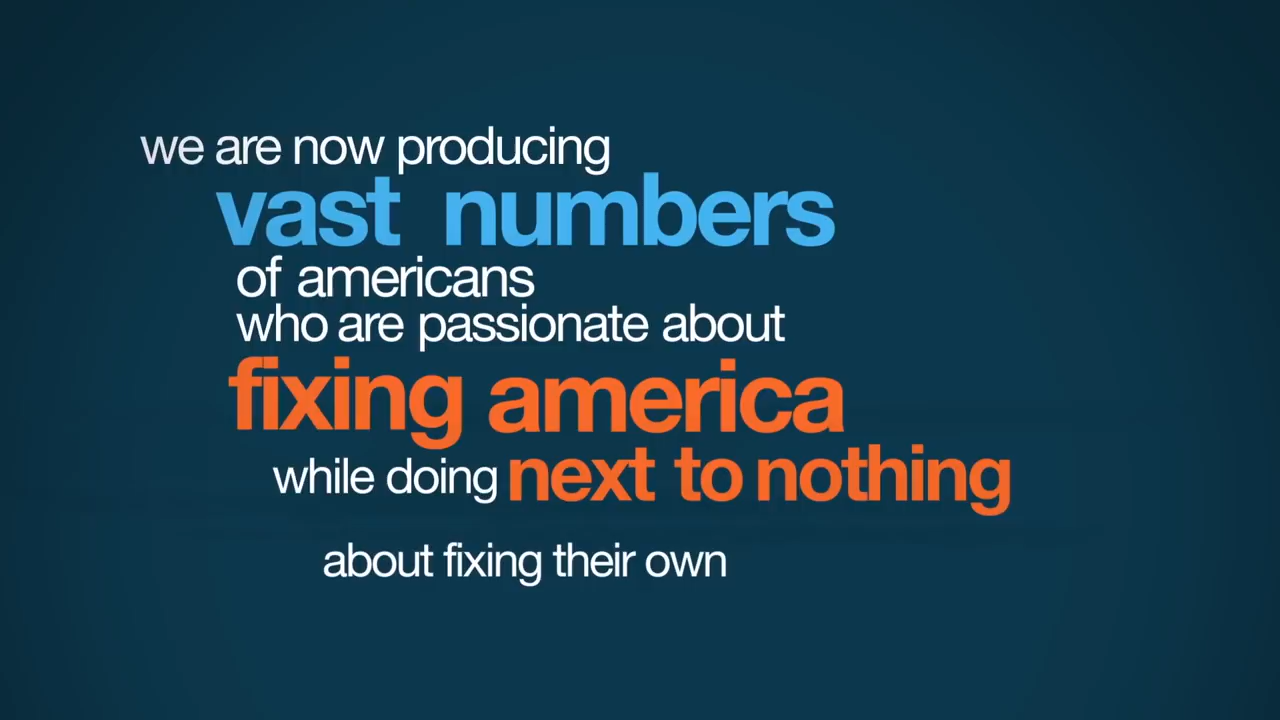 we are now producing
vast numbers
of americans
who are passionate about
fixing america
while doing next to nothing
about fixing their own